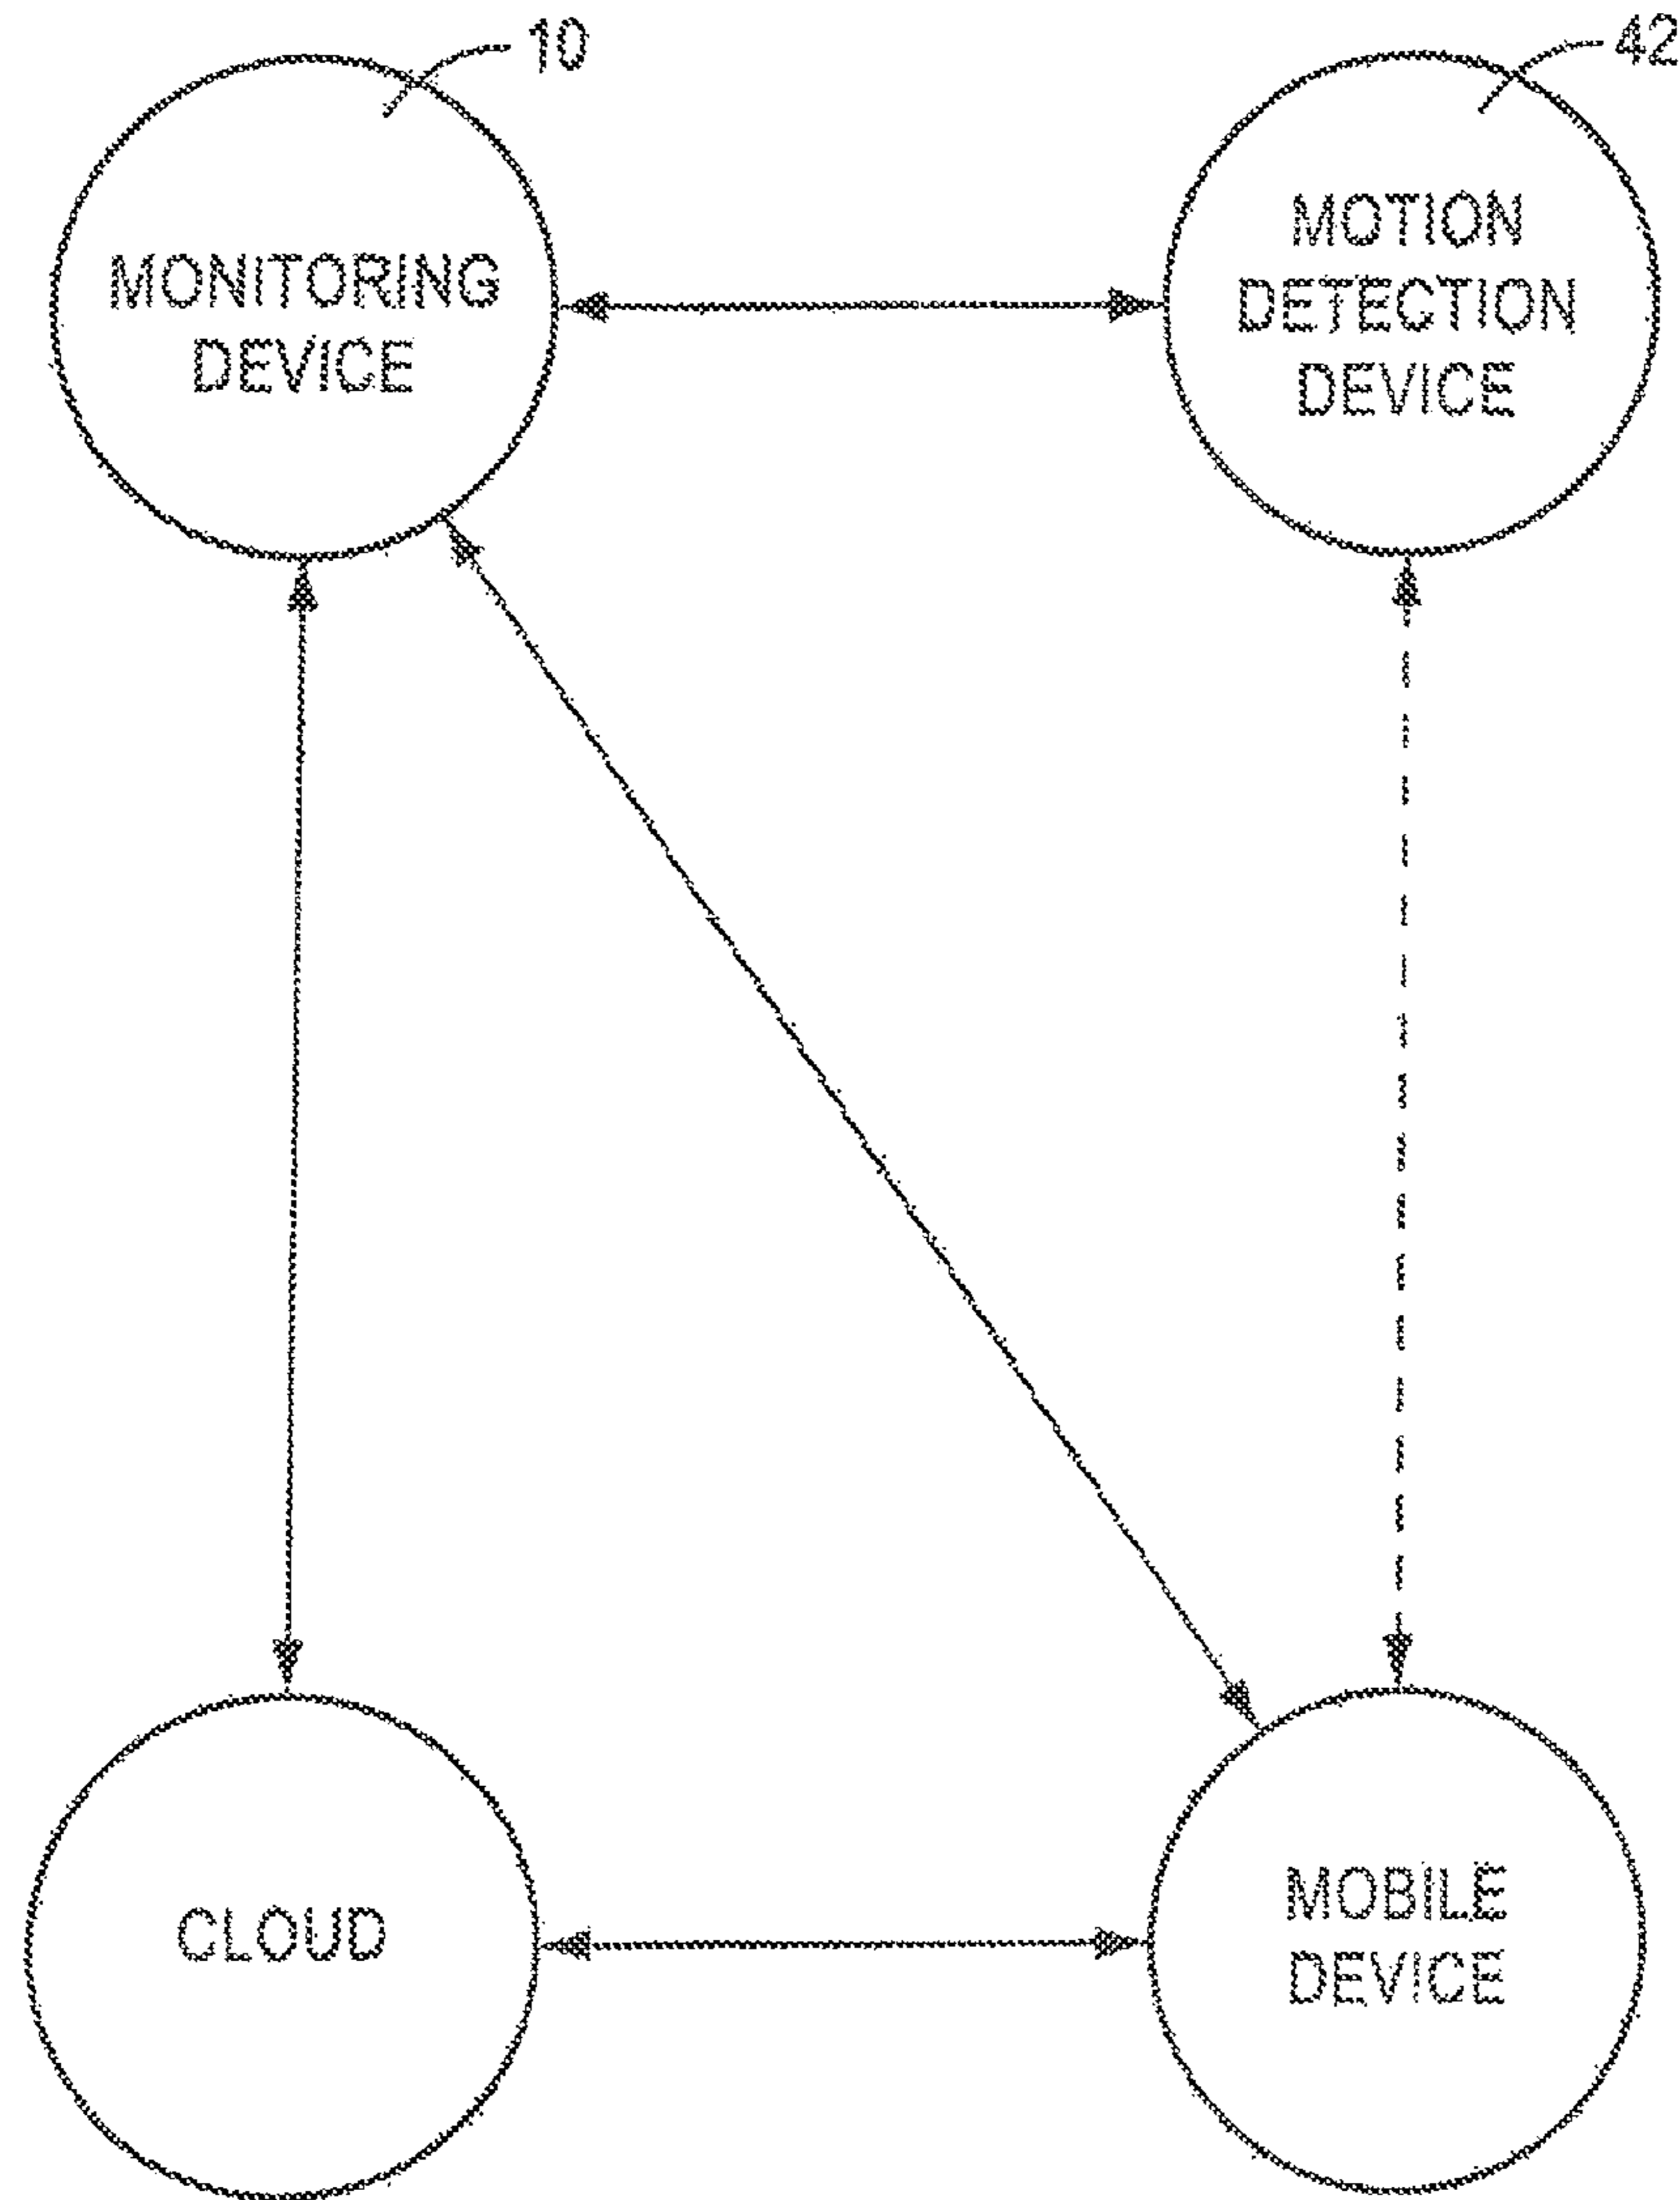 10
42
MONITORING
DEVICE
MOTION
DETECTION
DEVICE
CLOUD
MOBILE
DEVICE